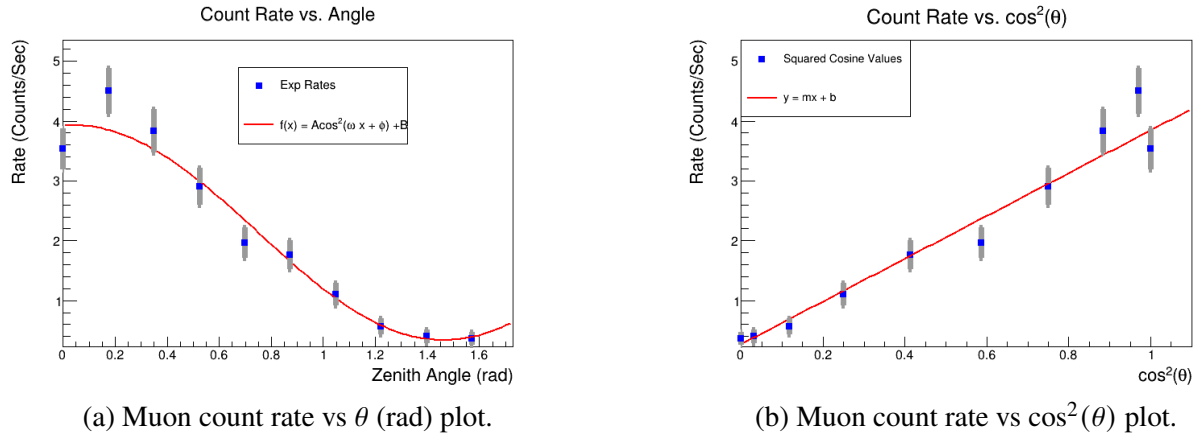 Count Rate vs. Angle
Rate (Counts/Sec)
5
4
3
2
1
Exp Rates
f(x) = Acos²(ω x + ϕ) +B
0 0.2 0.4 0.6 0.8 1 1.2 1.4 1.6
Zenith Angle (rad)
(a) Muon count rate vs θ (rad) plot.
Count Rate vs. cos²(θ)
Rate (Counts/Sec)
5
4
3
2
1
Squared Cosine Values
y = mx + b
0 0.2 0.4 0.6 0.8 1
cos²(θ)
(b) Muon count rate vs cos²(θ) plot.